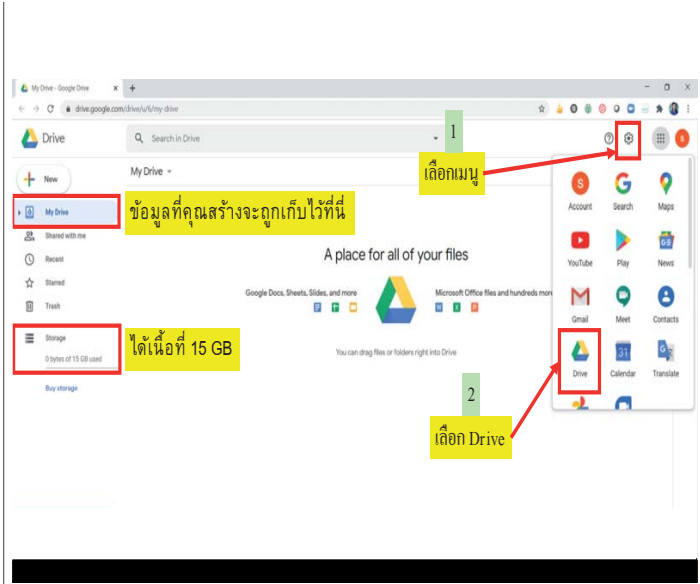 My Drive - Google Drive
drive.google.com/drive/u/6/my-drive
Drive
Search in Drive
1
New
My Drive
เลือกเมนู
My Drive
ข้อมูลที่คุณสร้างจะถูกเก็บไว้ที่นี่
Shared with me
Recent
Starred
Trash
Storage
0 bytes of 15 GB used
ได้เนื้อที่ 15 GB
Buy storage
A place for all of your files
Google Docs, Sheets, Slides, and more
Microsoft Office files and hundreds more
You can drag files or folders right into Drive
2
เลือก Drive
S
S
Account
Search
Maps
YouTube
Play
News
Gmail
Meet
Contacts
31
Drive
Calendar
Translate